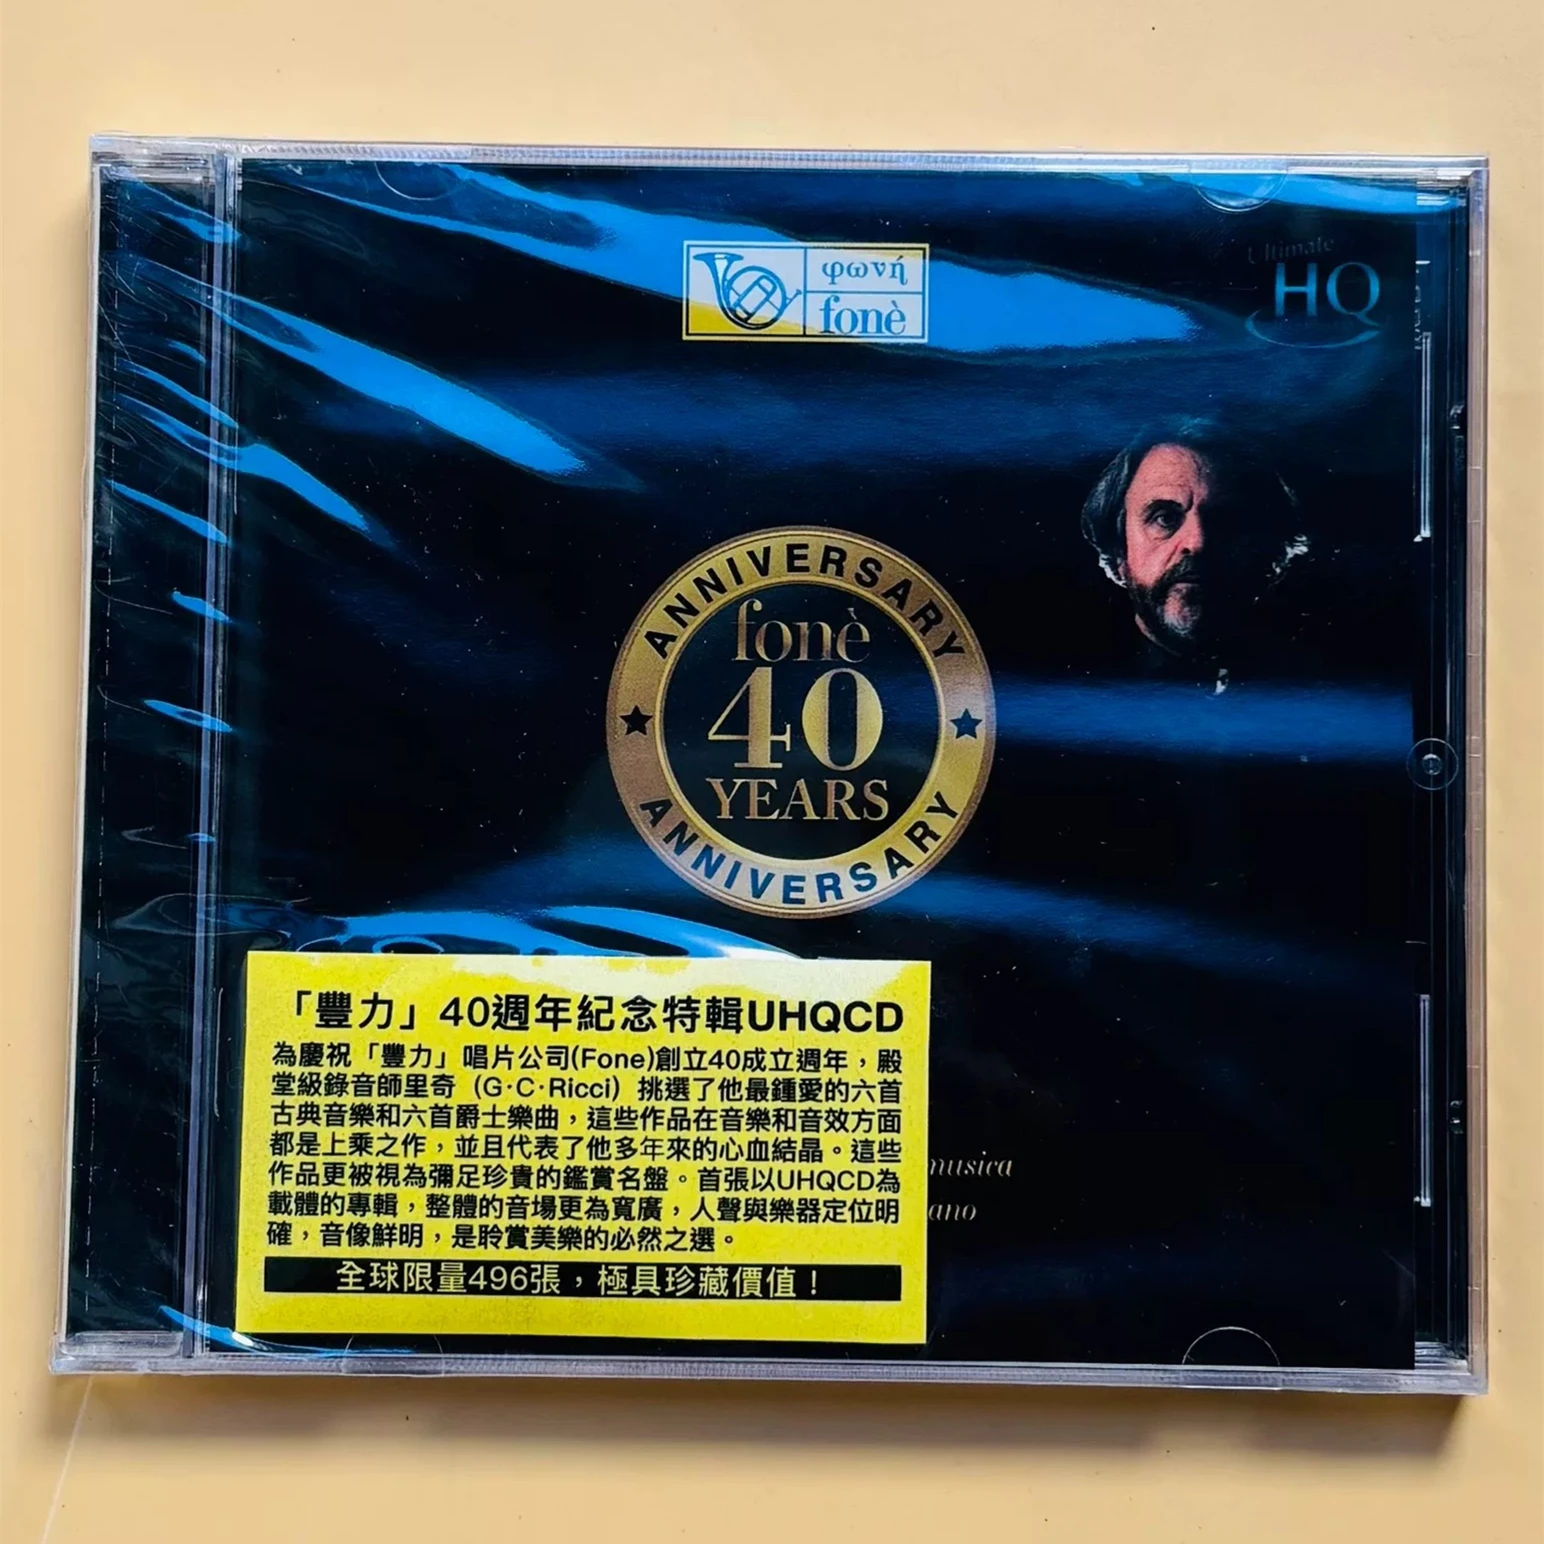 φωνή
fonè
Ultimate
HQ
ANNIVERSARY
fonè
40
YEARS
ANNIVERSARY
musica
ano
「豐力」40週年紀念特輯UHQCD
為慶祝「豐力」唱片公司(Fone)創立40成立週年，殿
堂級錄音師里奇（G·C·Ricci）挑選了他最鍾愛的六首
古典音樂和六首爵士樂曲，這些作品在音樂和音效方面
都是上乘之作，並且代表了他多年來的心血結晶。這些
作品更被視為彌足珍貴的鑑賞名盤。首張以UHQCD為
載體的專輯，整體的音場更為寬廣，人聲與樂器定位明
確，音像鮮明，是聆賞美樂的必然之選。
全球限量496張，極具珍藏價值！